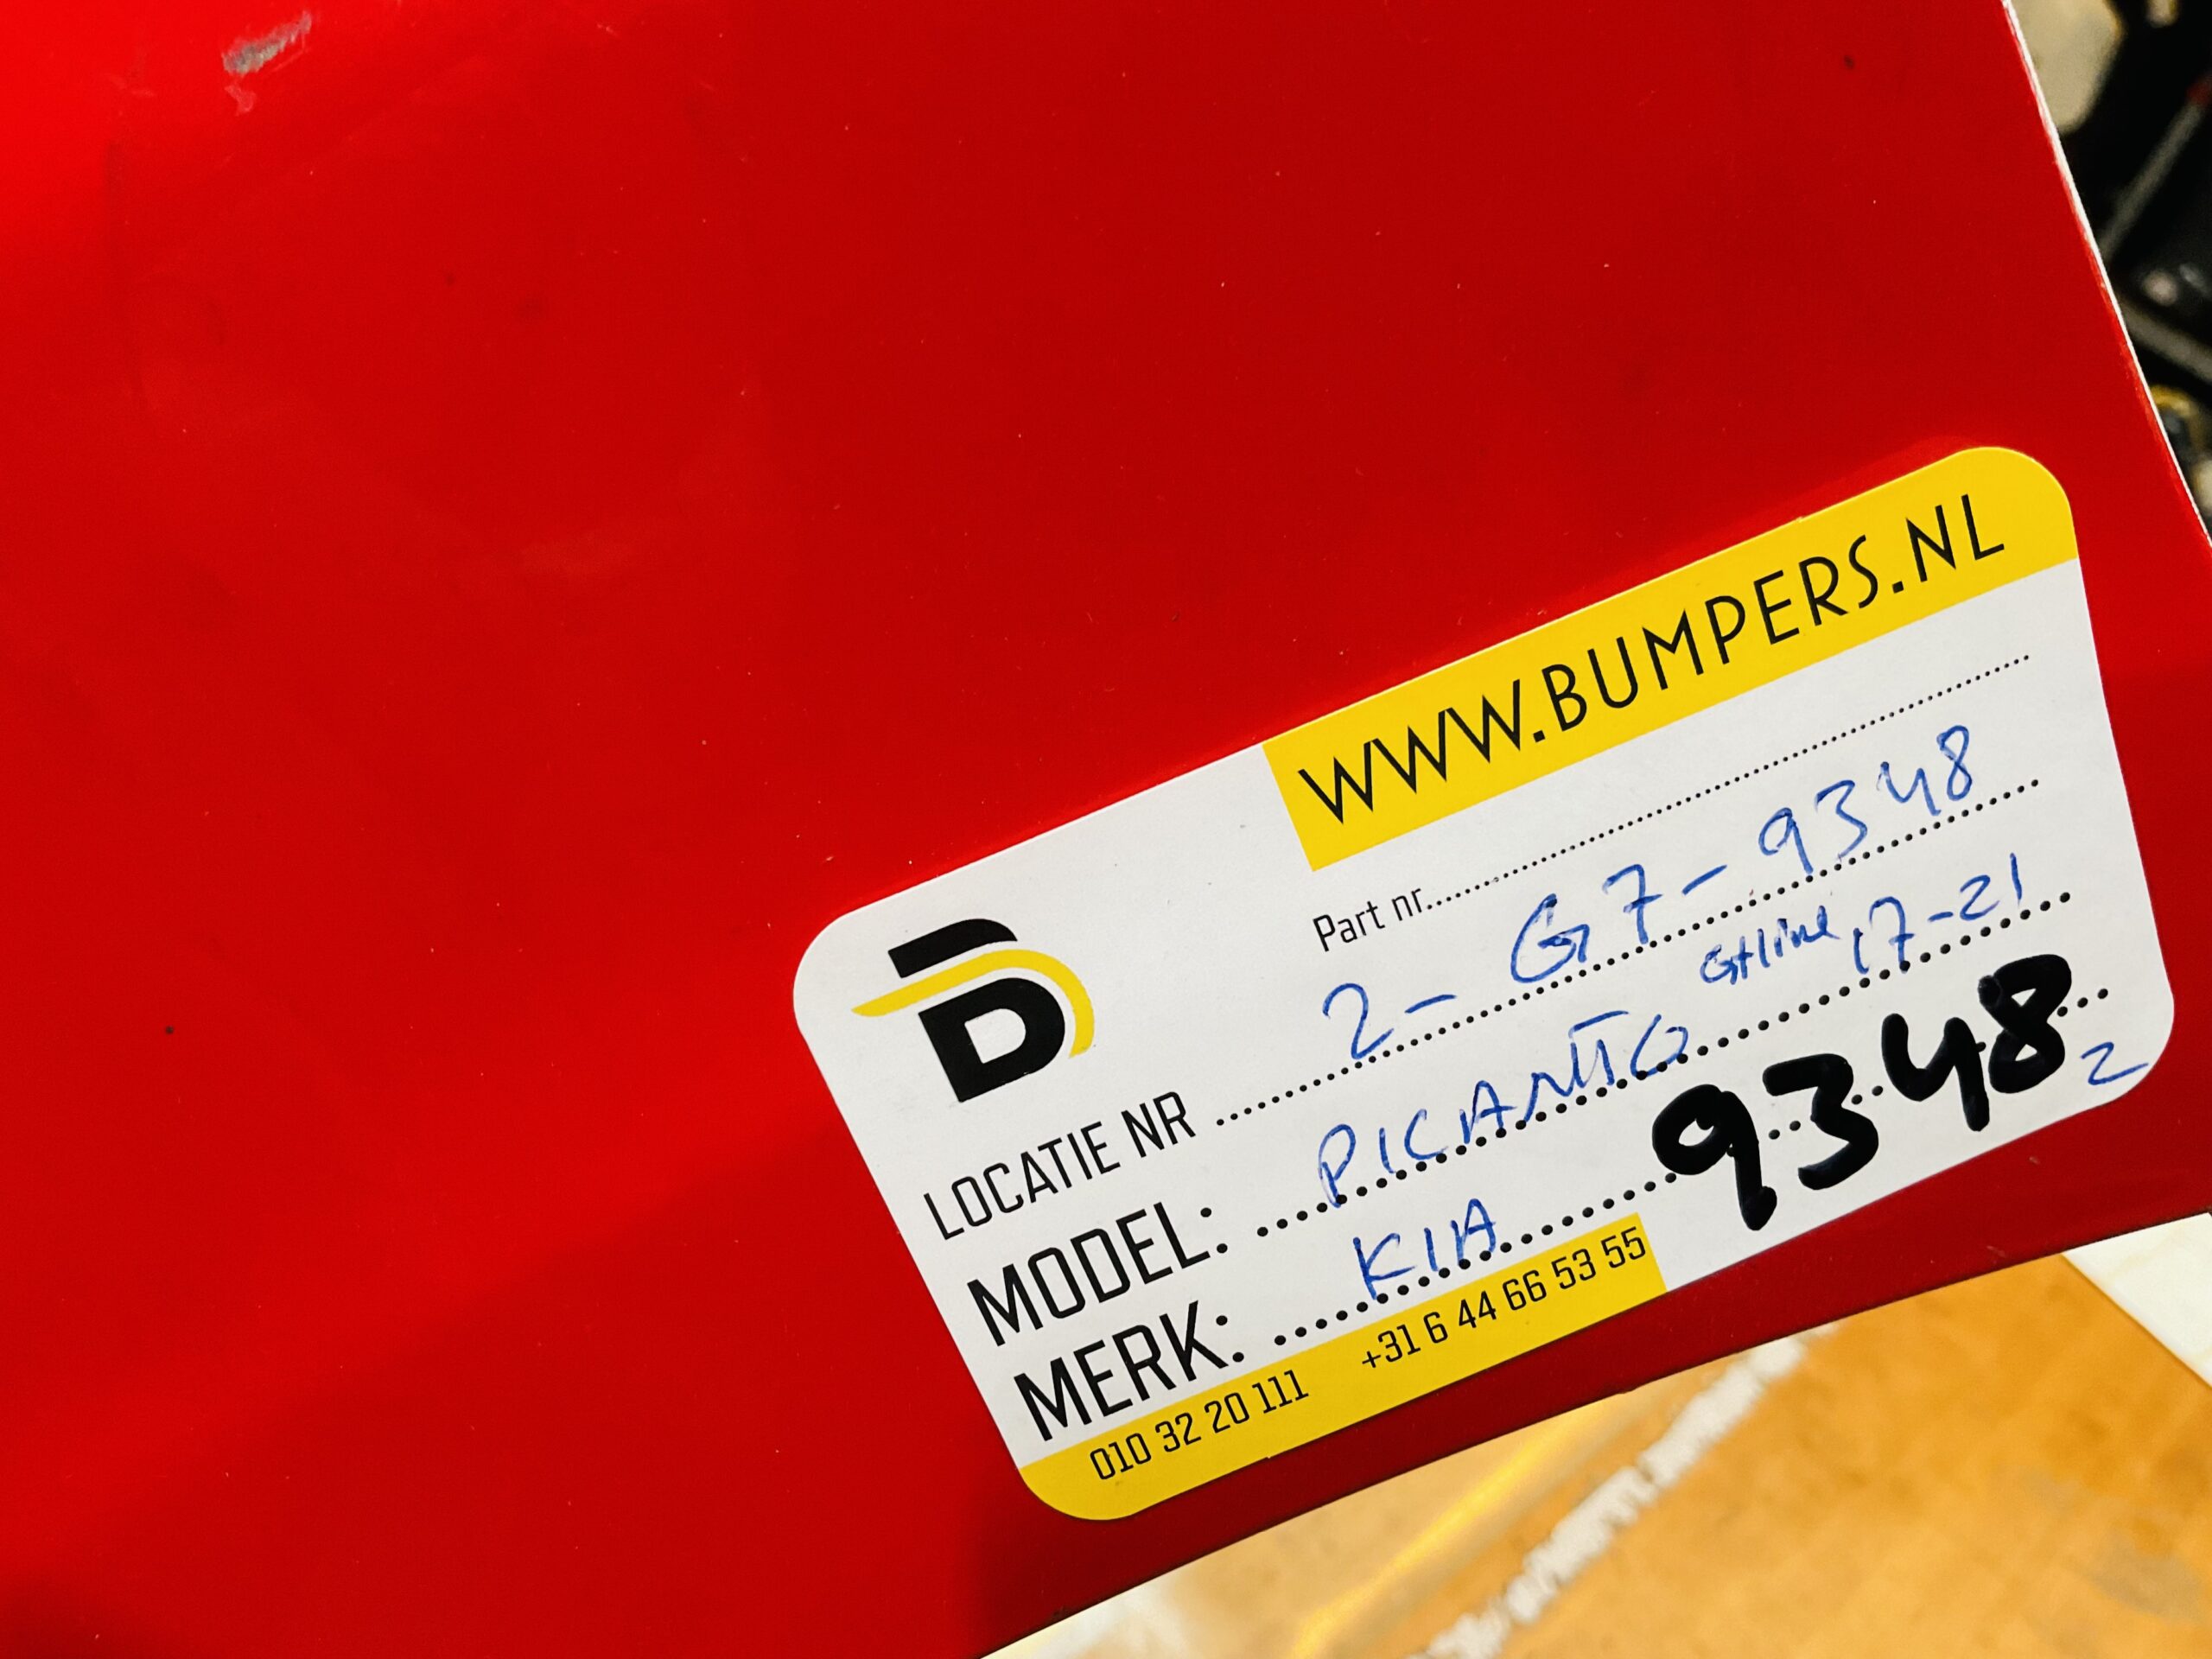 WWW.BUMPERS.NL
Part nr.
LOCATIE NR 2 - G7 - 9348
MODEL: PICANTO Gtline 17-21
MERK: KIA 9348 2
010 32 20 111 +31 6 44 66 53 55